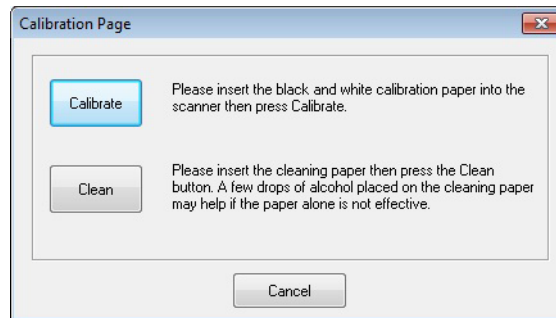 Calibration Page
Calibrate
Please insert the black and white calibration paper into the
scanner then press Calibrate.
Clean
Please insert the cleaning paper then press the Clean
button. A few drops of alcohol placed on the cleaning paper
may help if the paper alone is not effective.
Cancel